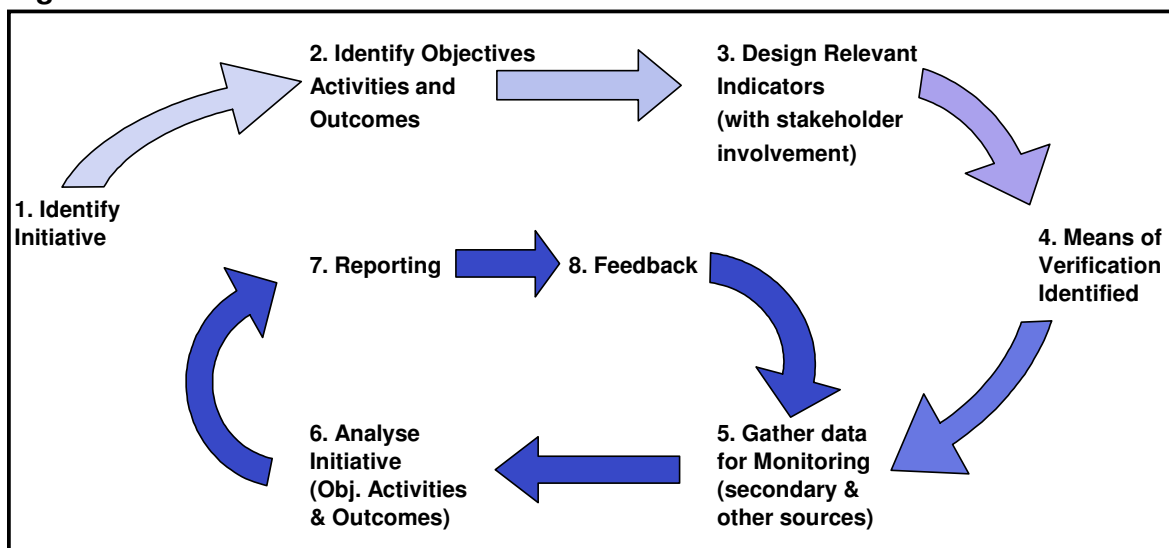 1. Identify
Initiative
2. Identify Objectives
Activities and
Outcomes
3. Design Relevant
Indicators
(with stakeholder
involvement)
4. Means of
Verification
Identified
5. Gather data
for Monitoring
(secondary &
other sources)
6. Analyse
Initiative
(Obj. Activities
& Outcomes)
7. Reporting
8. Feedback